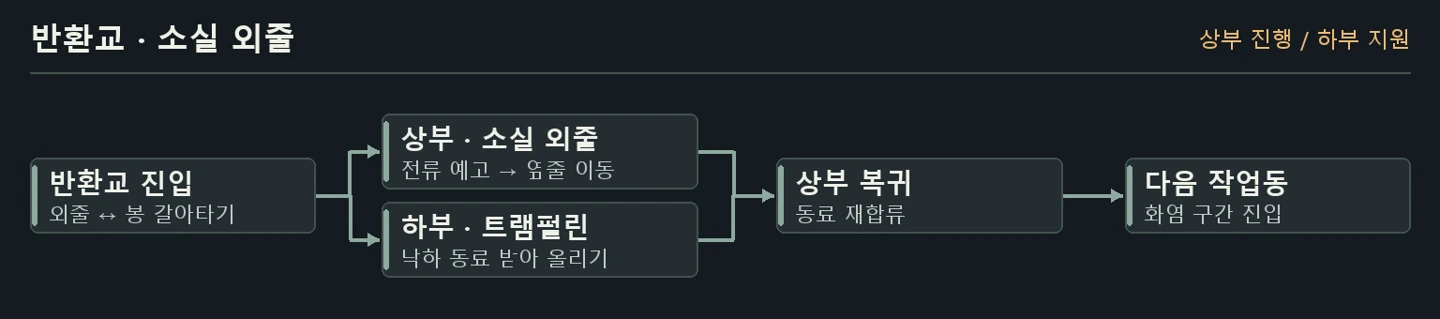 반환교 · 소실 외줄
상부 진행 / 하부 지원
반환교 진입
외줄 ↔ 봉 갈아타기
상부 · 소실 외줄
전류 예고 → 옆줄 이동
하부 · 트램펄린
낙하 동료 받아 올리기
상부 복귀
동료 재합류
다음 작업동
화염 구간 진입